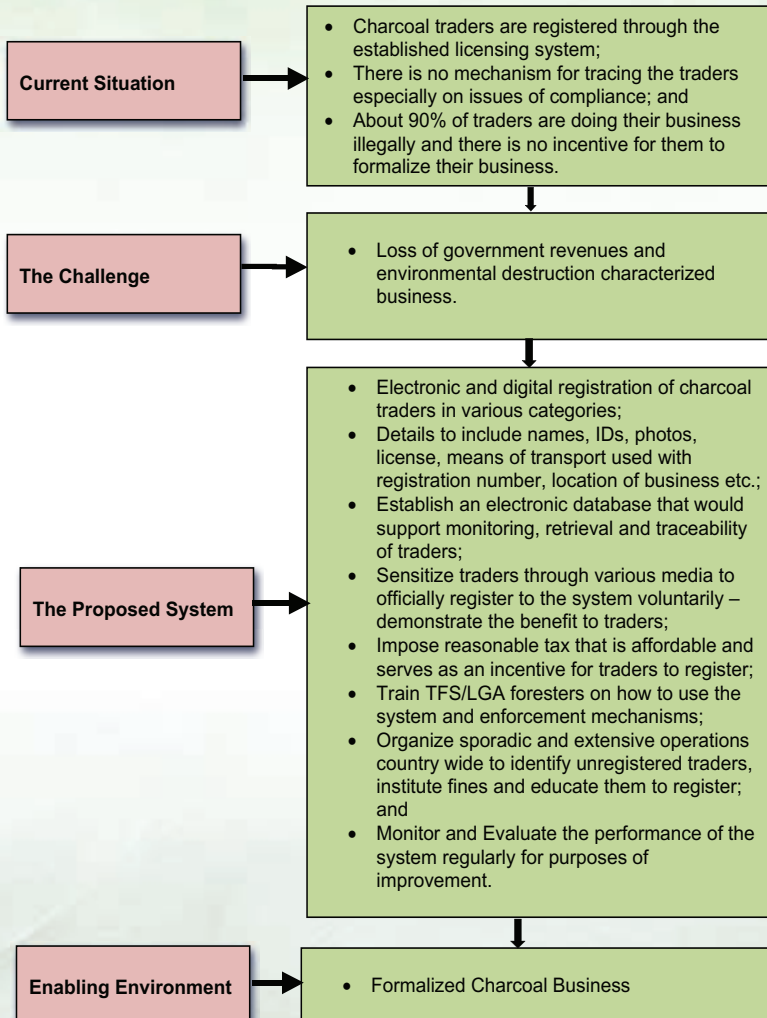 Current Situation
• Charcoal traders are registered through the
established licensing system;
• There is no mechanism for tracing the traders
especially on issues of compliance; and
• About 90% of traders are doing their business
illegally and there is no incentive for them to
formalize their business.
The Challenge
• Loss of government revenues and
environmental destruction characterized
business.
The Proposed System
• Electronic and digital registration of charcoal
traders in various categories;
• Details to include names, IDs, photos,
license, means of transport used with
registration number, location of business etc.;
• Establish an electronic database that would
support monitoring, retrieval and traceability
of traders;
• Sensitize traders through various media to
officially register to the system voluntarily –
demonstrate the benefit to traders;
• Impose reasonable tax that is affordable and
serves as an incentive for traders to register;
• Train TFS/LGA foresters on how to use the
system and enforcement mechanisms;
• Organize sporadic and extensive operations
country wide to identify unregistered traders,
institute fines and educate them to register;
and
• Monitor and Evaluate the performance of the
system regularly for purposes of
improvement.
Enabling Environment
• Formalized Charcoal Business